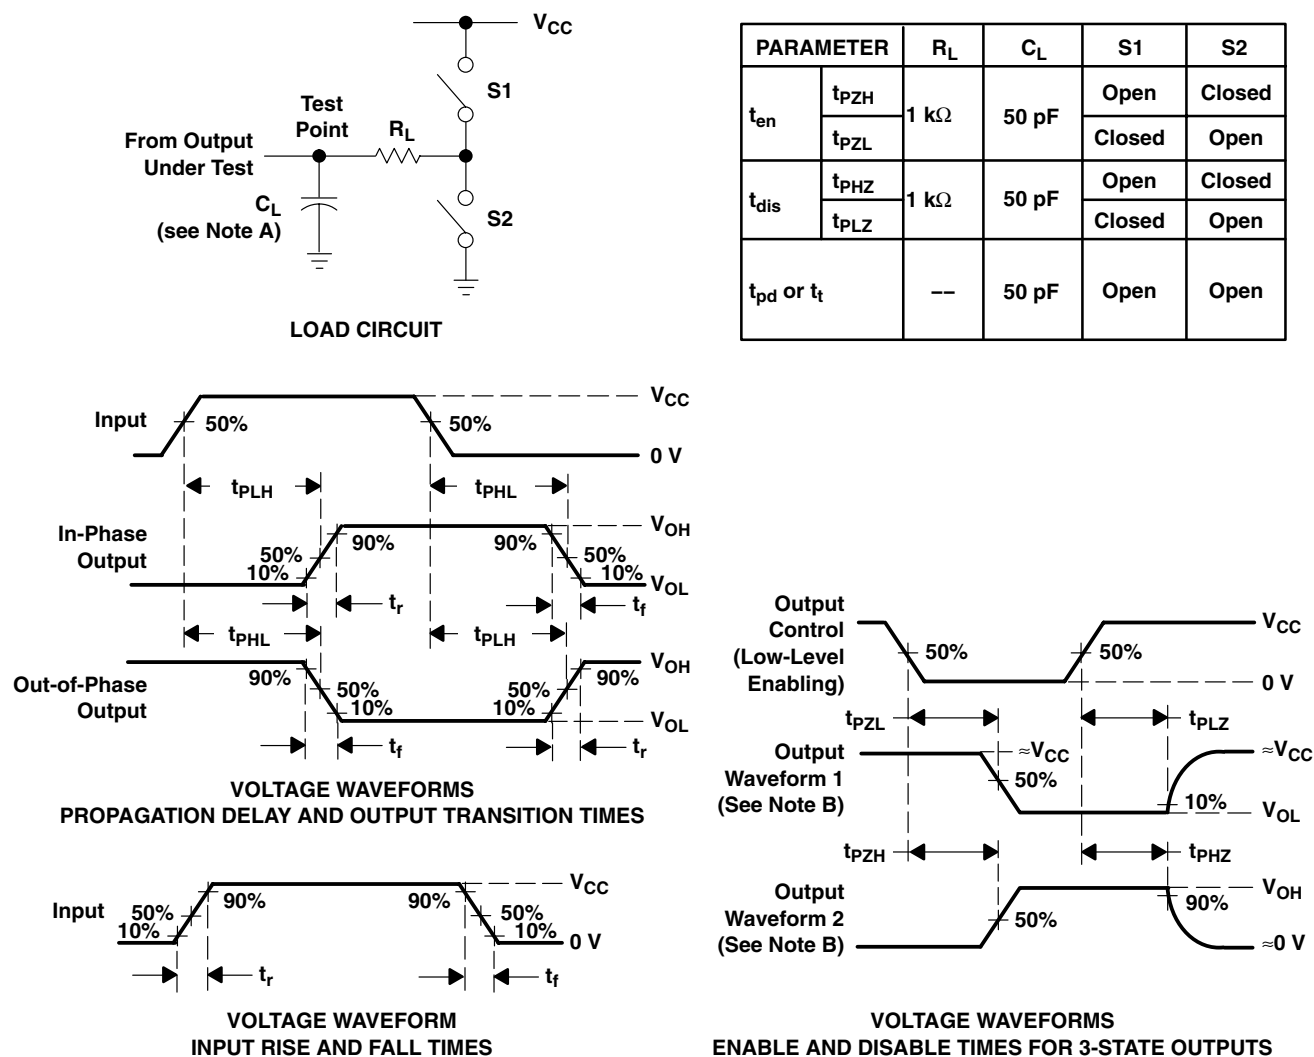 VCC
S1
Test
Point
RL
From Output
Under Test
CL
(see Note A)
S2
LOAD CIRCUIT
PARAMETER RL CL S1 S2
ten tPZH 1 kΩ 50 pF Open Closed
tPZL Closed Open
tdis tPHZ 1 kΩ 50 pF Open Closed
tPLZ Closed Open
tpd or tt –– 50 pF Open Open
Input 50% 50% VCC
0 V
tPLH tPHL
In-Phase
Output
50%
10%
90%
90%
50%
10%
VOH
VOL
tr tf
tPHL tPLH
Out-of-Phase
Output
90%
50%
10%
50%
10%
90%
VOH
VOL
tf tr
VOLTAGE WAVEFORMS
PROPAGATION DELAY AND OUTPUT TRANSITION TIMES
Input
50%
10%
90%
90%
50%
10%
VCC
0 V
tr tf
VOLTAGE WAVEFORM
INPUT RISE AND FALL TIMES
Output
Control
(Low-Level
Enabling)
50%
50%
VCC
0 V
tPZL tPLZ
Output
Waveform 1
(See Note B)
≈VCC
50%
≈VCC
10%
VOL
tPZH tPHZ
Output
Waveform 2
(See Note B)
50%
VOH
90%
≈0 V
VOLTAGE WAVEFORMS
ENABLE AND DISABLE TIMES FOR 3-STATE OUTPUTS